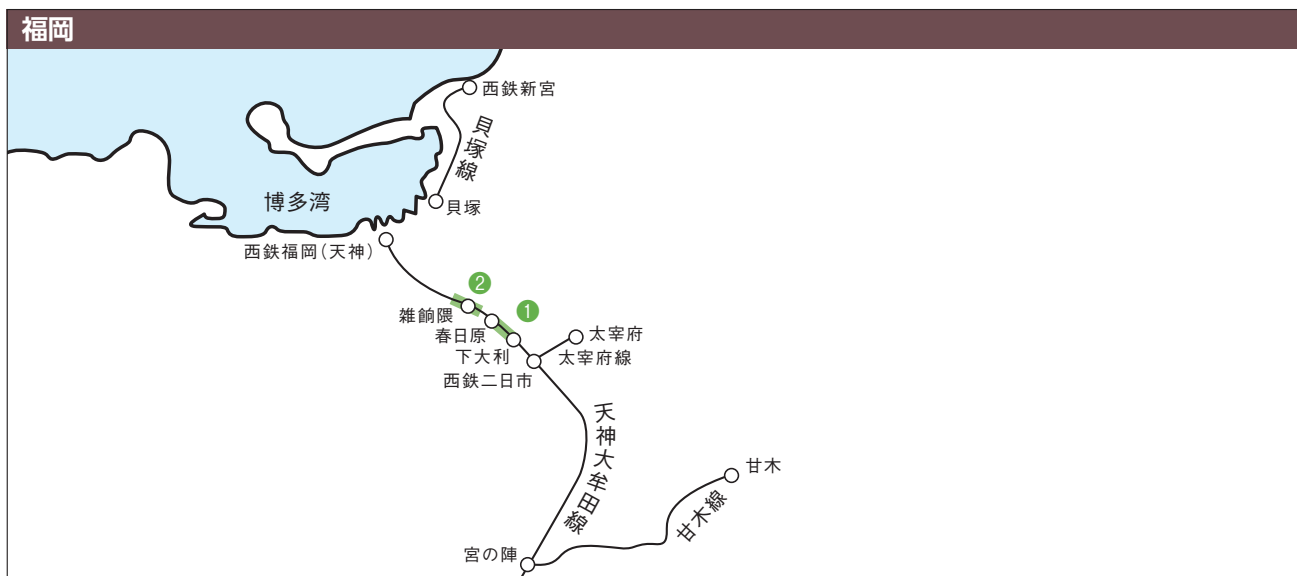 福岡
西鉄新宮
貝塚線
博多湾
貝塚
西鉄福岡(天神)
2
1
雑餉隈
春日原
太宰府
下大利
太宰府線
西鉄二日市
天神大牟田線
甘木
甘木線
宮の陣